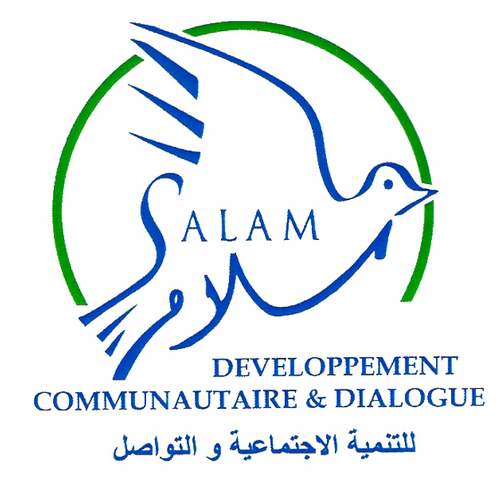 SALAM
سلام
DEVELOPPEMENT
COMMUNAUTAIRE & DIALOGUE
للتنمية الاجتماعية و التواصل